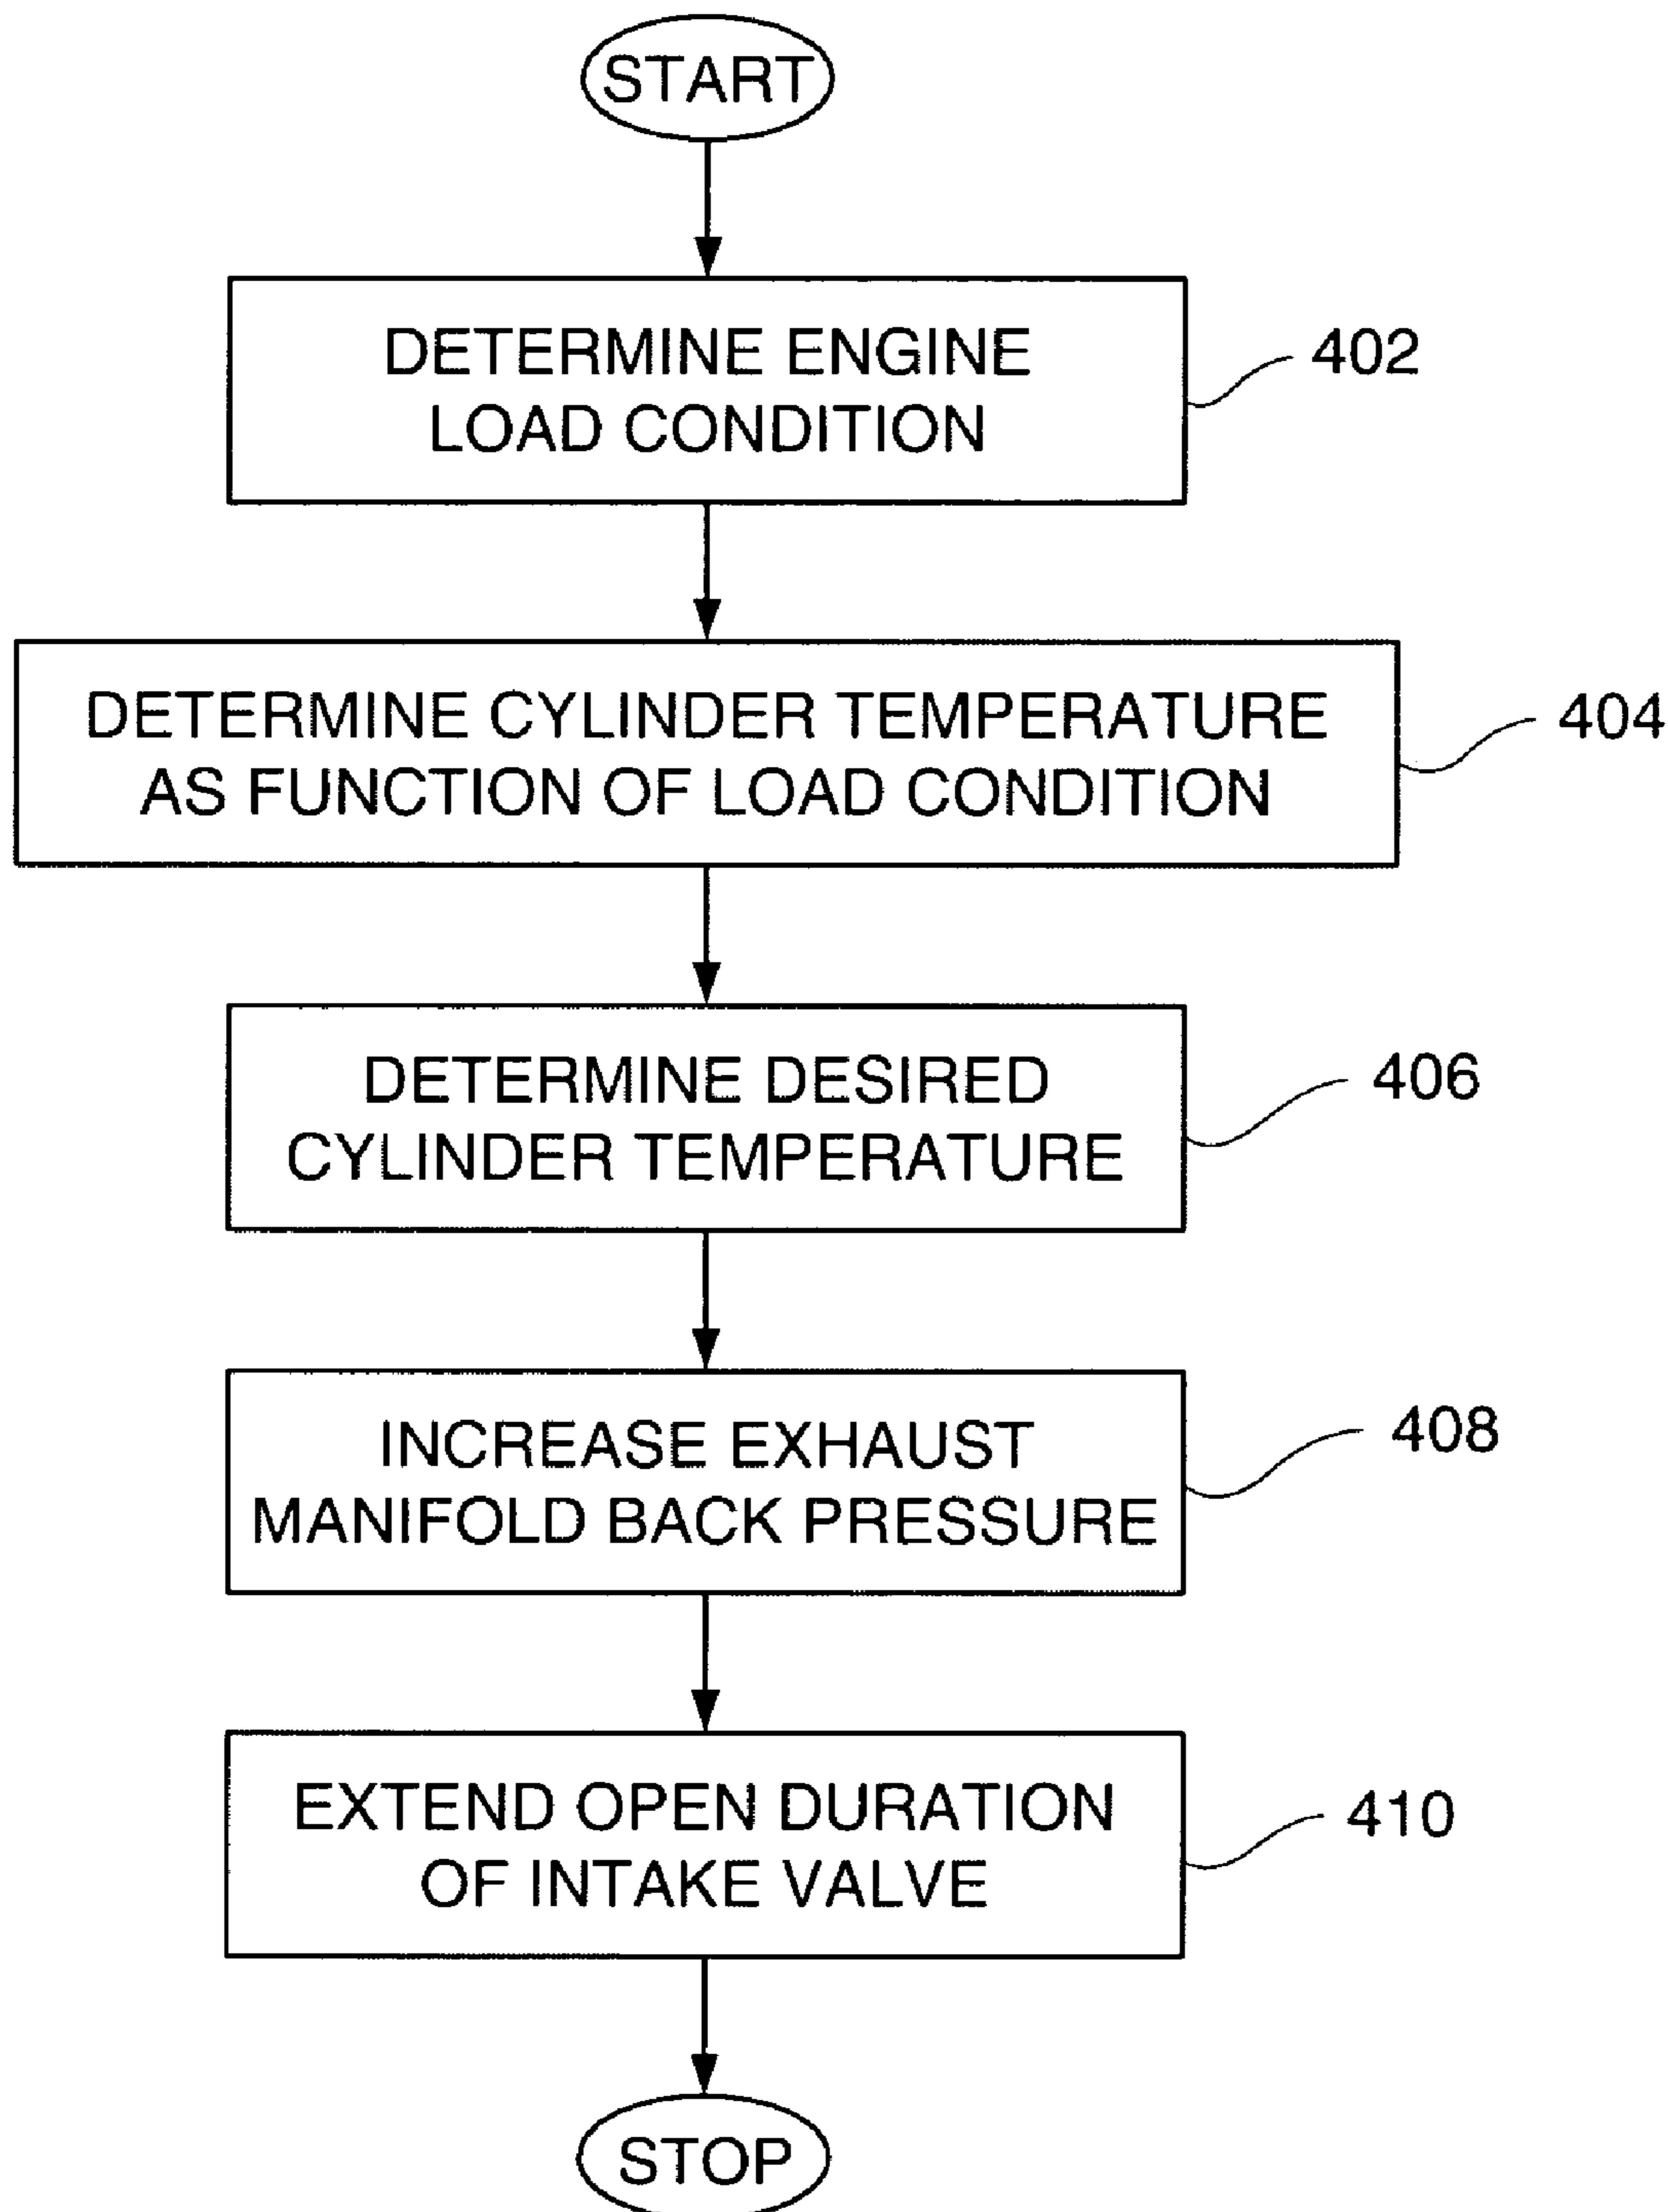 START
DETERMINE ENGINE
LOAD CONDITION
402
DETERMINE CYLINDER TEMPERATURE
AS FUNCTION OF LOAD CONDITION
404
DETERMINE DESIRED
CYLINDER TEMPERATURE
406
INCREASE EXHAUST
MANIFOLD BACK PRESSURE
408
EXTEND OPEN DURATION
OF INTAKE VALVE
410
STOP